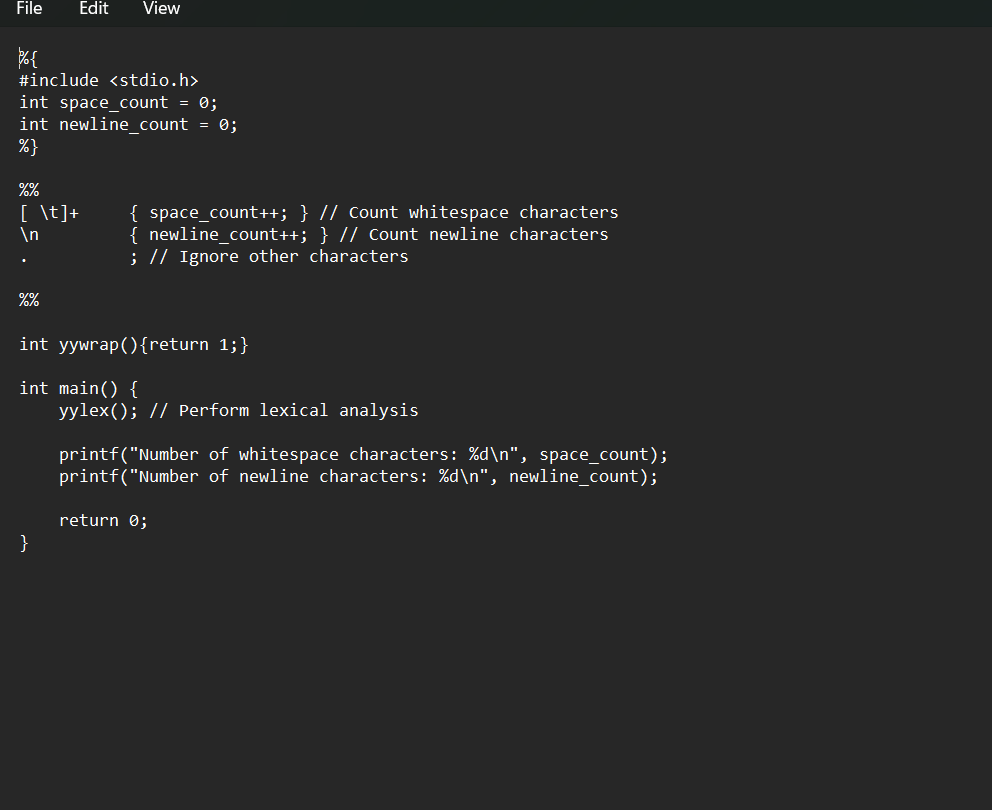 File Edit View
%{
#include <stdio.h>
int space_count = 0;
int newline_count = 0;
%}
%%
[ \t]+     { space_count++; } // Count whitespace characters
\n         { newline_count++; } // Count newline characters
.          ; // Ignore other characters
%%
int yywrap(){return 1;}
int main() {
    yylex(); // Perform lexical analysis
    printf("Number of whitespace characters: %d\n", space_count);
    printf("Number of newline characters: %d\n", newline_count);
    return 0;
}